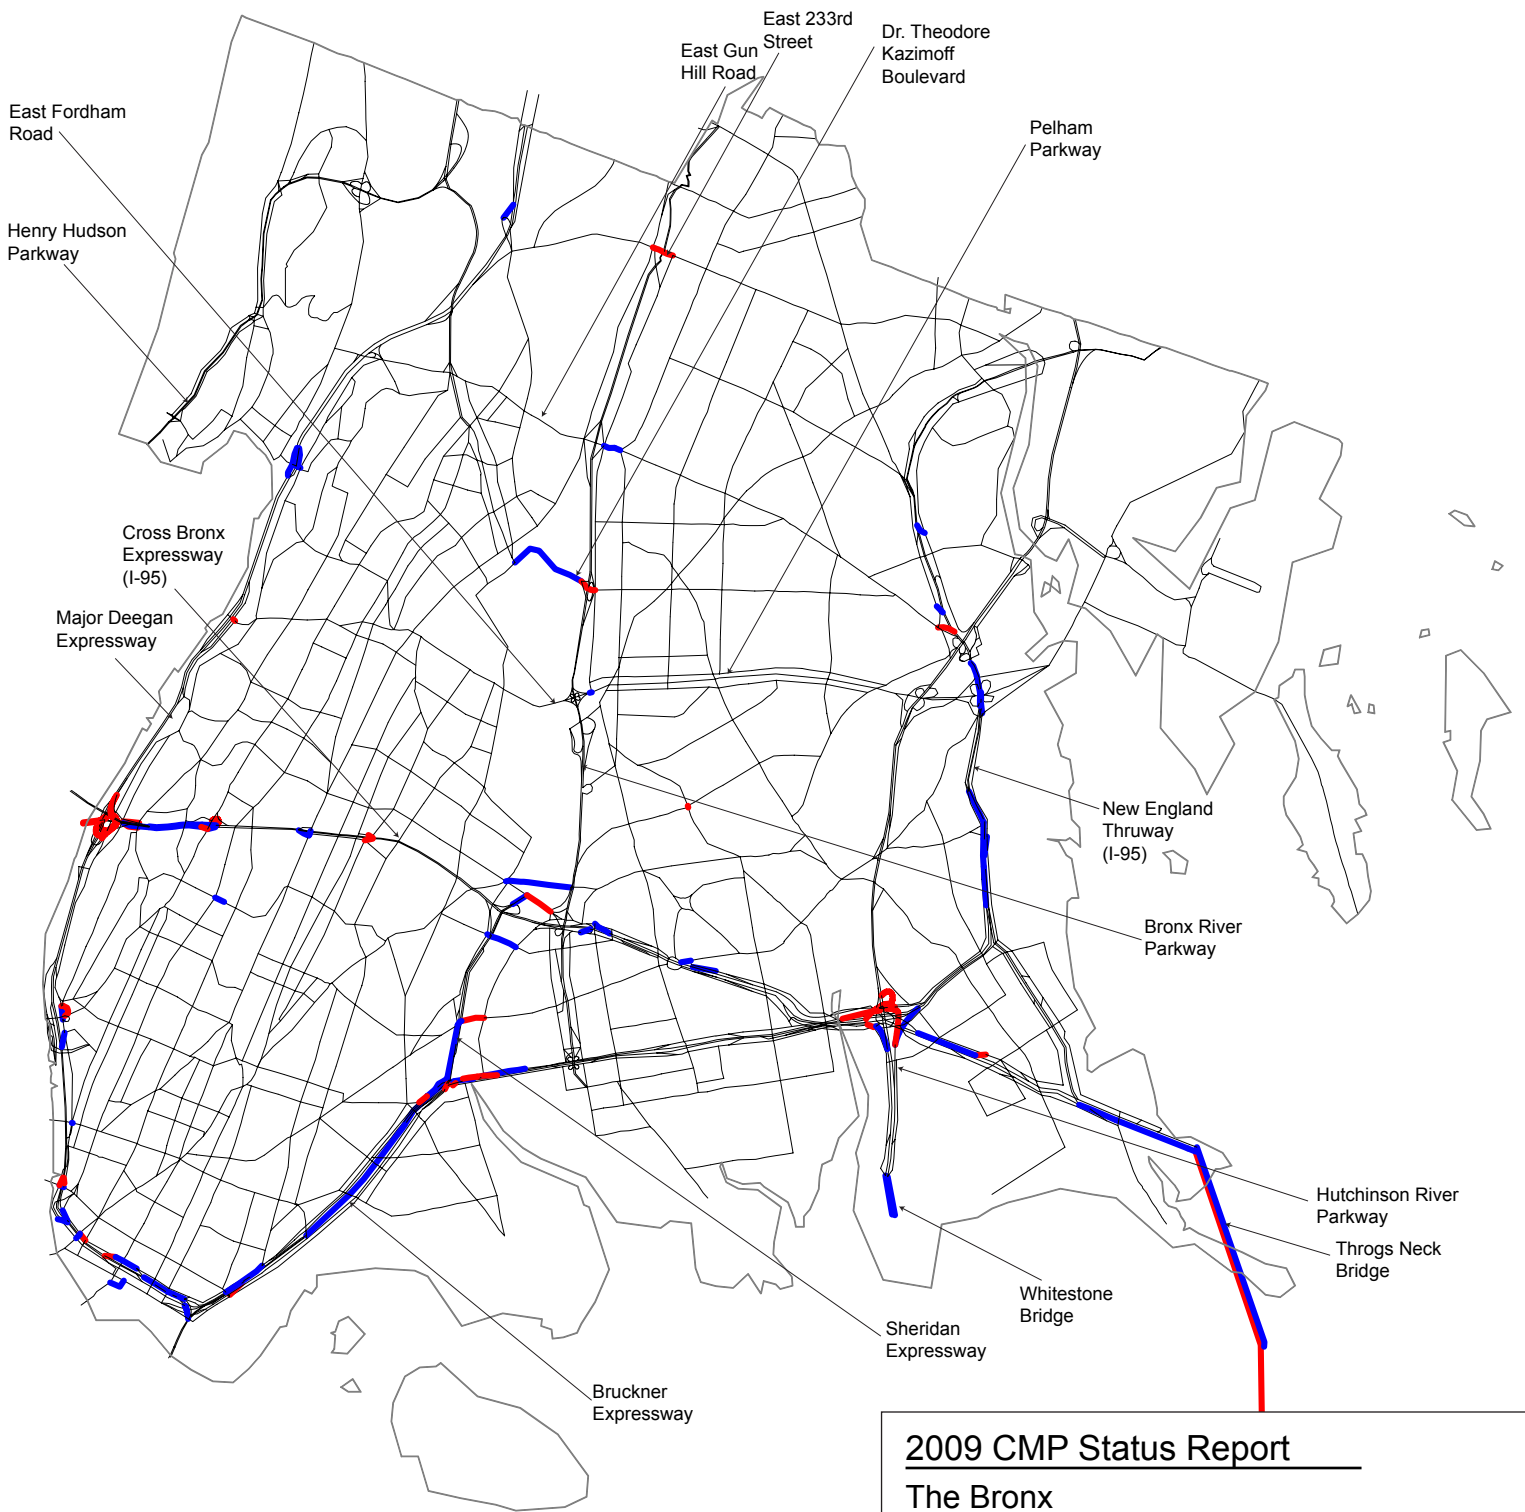 East 233rd
Street
East Gun
Hill Road
Dr. Theodore
Kazimoff
Boulevard
East Fordham
Road
Pelham
Parkway
Henry Hudson
Parkway
Cross Bronx
Expressway
(I-95)
Major Deegan
Expressway
New England
Thruway
(I-95)
Bronx River
Parkway
Hutchinson River
Parkway
Throgs Neck
Bridge
Whitestone
Bridge
Sheridan
Expressway
Bruckner
Expressway
2009 CMP Status Report
The Bronx